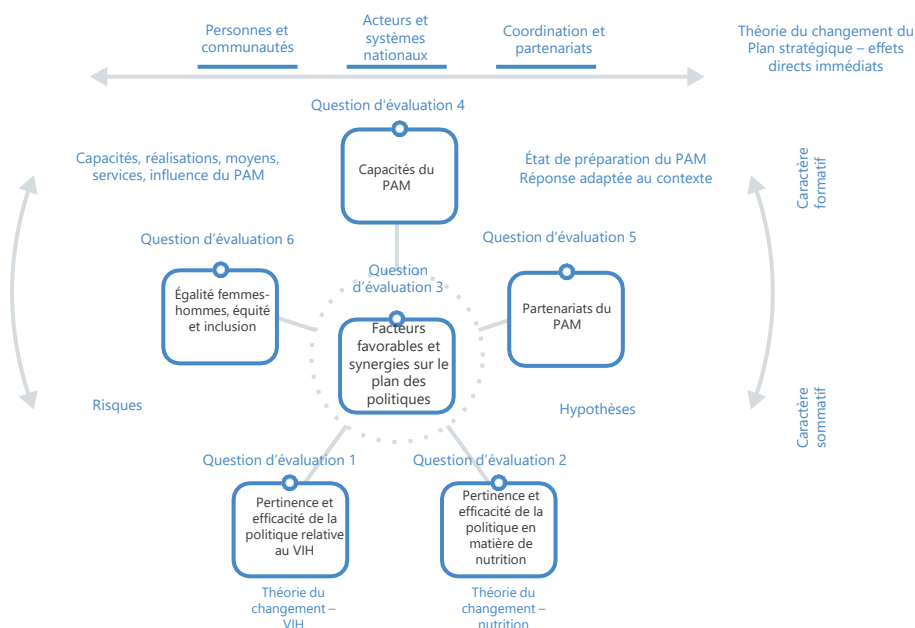 Personnes et
communautés
Acteurs et
systèmes
nationaux
Coordination et
partenariats
Théorie du changement du
Plan stratégique – effets
directs immédiats
Question d'évaluation 4
Capacités du
PAM
Capacités, réalisations, moyens,
services, influence du PAM
État de préparation du PAM
Réponse adaptée au contexte
Caractère
formatif
Question d’évaluation 6
Égalité femmes-
hommes, équité
et inclusion
Question
d’évaluation 3
Facteurs
favorables et
synergies sur le
plan des
politiques
Question d'évaluation 5
Partenariats du
PAM
Risques
Hypothèses
Caractère
sommatif
Question d’évaluation 1
Pertinence et
efficacité de la
politique relative
au VIH
Théorie du
changement –
VIH
Question d’évaluation 2
Pertinence et
efficacité de la
politique en
matière de
nutrition
Théorie du
changement –
nutrition